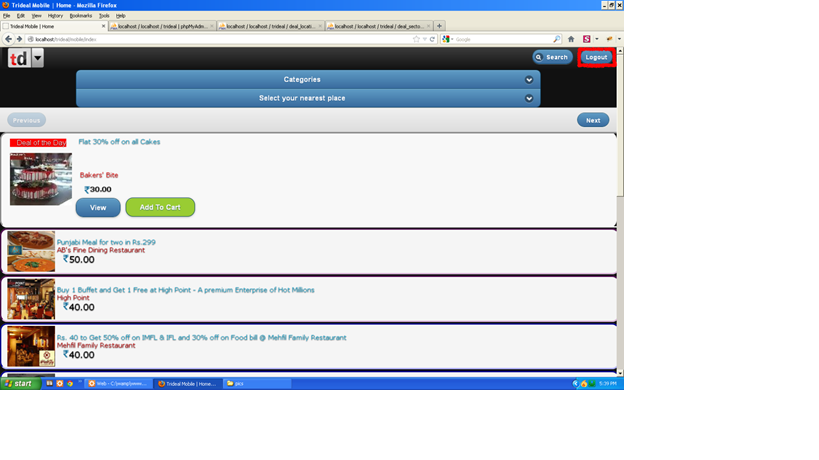 Trideal Mobile | Home - Mozilla Firefox
File Edit View History Bookmarks Tools Help
Trideal Mobile | Home
localhost / localhost / trideal | phpMyAdm...
localhost / localhost / trideal / deal_locati...
localhost / localhost / trideal / deal_secto...
localhost/trideal/mobile/index
Google
td
Search
Logout
Categories
Select your nearest place
Previous
Next
Deal of the Day
Flat 30% off on all Cakes
Bakers' Bite
₹30.00
View
Add To Cart
Punjabi Meal for two in Rs.299
AB's Fine Dining Restaurant
₹50.00
Buy 1 Buffet and Get 1 Free at High Point - A premium Enterprise of Hot Millions
High Point
₹40.00
Rs. 40 to Get 50% off on IMFL & IFL and 30% off on Food bill @ Mehfil Family Restaurant
Mehfil Family Restaurant
₹40.00
start
Trideal Mobile | Home...
5:29 PM